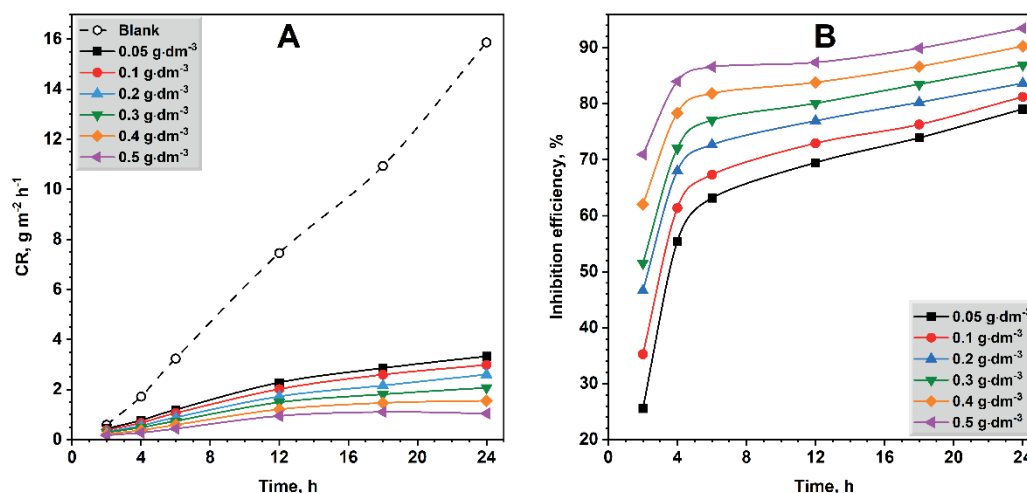 A
Blank
0.05 g·dm⁻³
0.1 g·dm⁻³
0.2 g·dm⁻³
0.3 g·dm⁻³
0.4 g·dm⁻³
0.5 g·dm⁻³
CR, g m⁻² h⁻¹
16
14
12
10
8
6
4
2
0
0 4 8 12 16 20 24
Time, h
B
Inhibition efficiency, %
90
80
70
60
50
40
30
20
0.05 g·dm⁻³
0.1 g·dm⁻³
0.2 g·dm⁻³
0.3 g·dm⁻³
0.4 g·dm⁻³
0.5 g·dm⁻³
0 4 8 12 16 20 24
Time, h